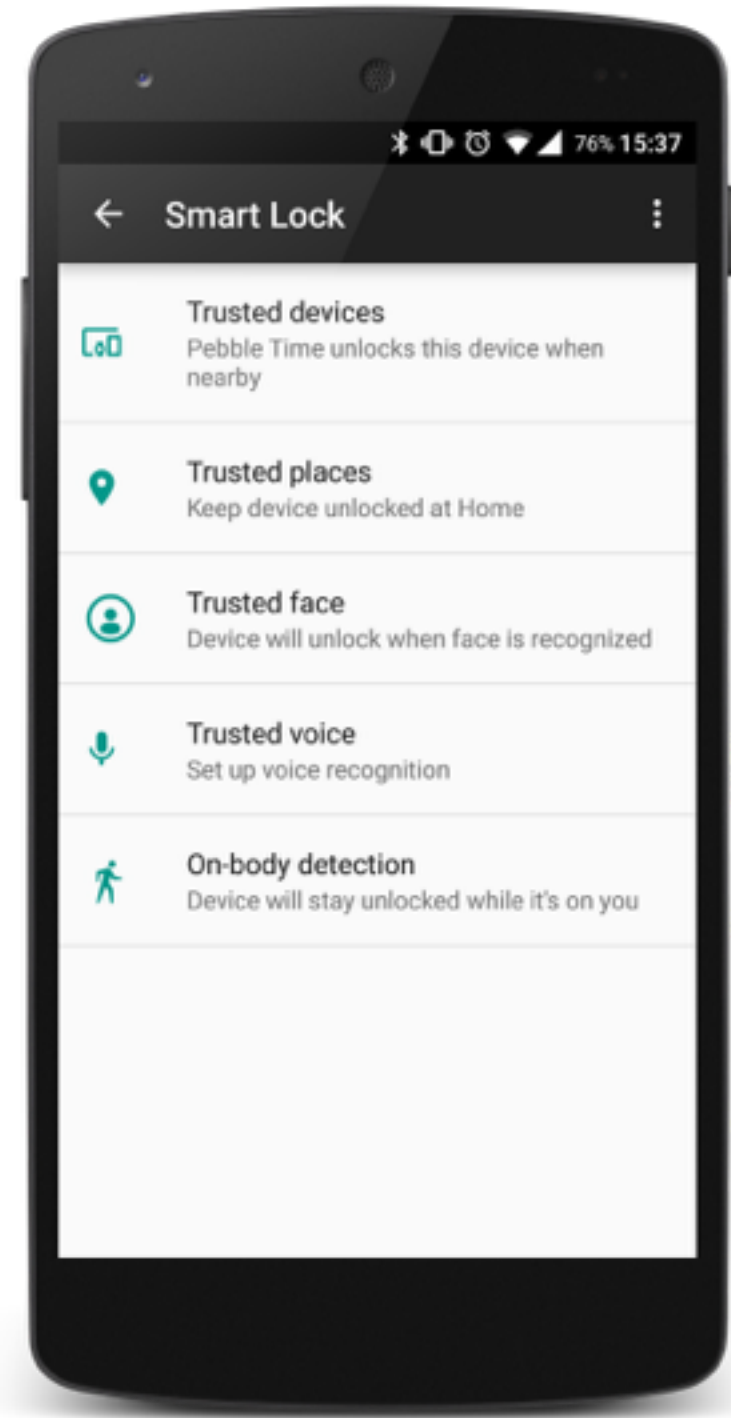 76% 15:37
Smart Lock
Trusted devices
Pebble Time unlocks this device when
nearby
Trusted places
Keep device unlocked at Home
Trusted face
Device will unlock when face is recognized
Trusted voice
Set up voice recognition
On-body detection
Device will stay unlocked while it's on you